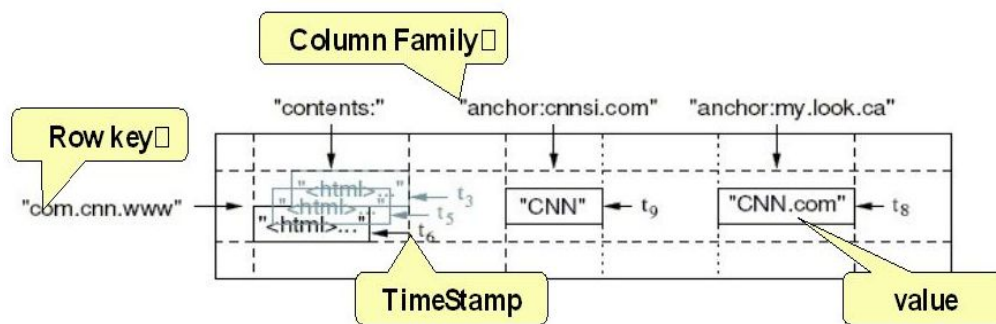 Column Family□
"contents:" "anchor:cnnsi.com" "anchor:my.look.ca"
Row key□
"<html>..." t3
"com.cnn.www" "<html>..." t5 "CNN" t9 "CNN.com" t8
"<html>..." t6
TimeStamp value